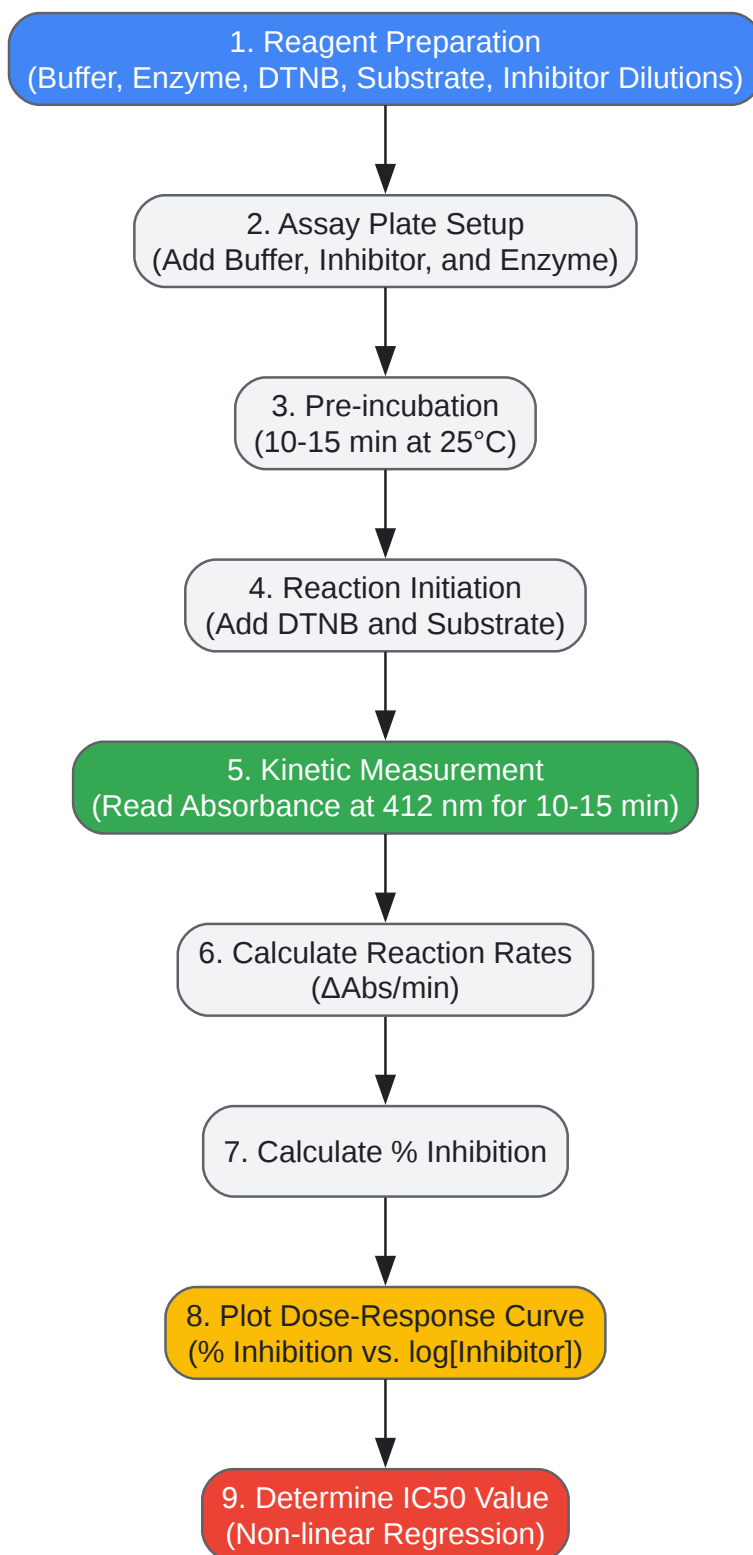 1. Reagent Preparation
(Buffer, Enzyme, DTNB, Substrate, Inhibitor Dilutions)
2. Assay Plate Setup
(Add Buffer, Inhibitor, and Enzyme)
3. Pre-incubation
(10-15 min at 25°C)
4. Reaction Initiation
(Add DTNB and Substrate)
5. Kinetic Measurement
(Read Absorbance at 412 nm for 10-15 min)
6. Calculate Reaction Rates
(ΔAbs/min)
7. Calculate % Inhibition
8. Plot Dose-Response Curve
(% Inhibition vs. log[Inhibitor])
9. Determine IC50 Value
(Non-linear Regression)